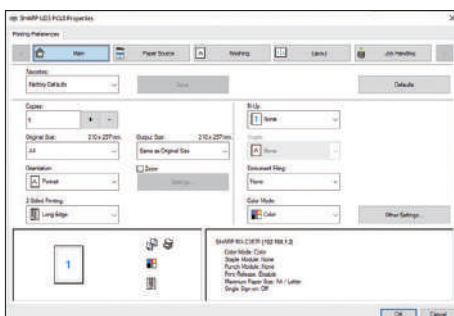 SHARP UD3 PCL6 Properties
Printing Preferences
Main
Paper Source
Finishing
Layout
Job Handling
Favorites:
Factory Defaults
Save
Defaults
Copies:
1
+
-
N-Up:
1 None
Original Size: 210 x 297 mm.
Output Size: 210 x 297 mm.
A4
Same as Original Size
A None
Orientation:
Zoom
Document Filing:
A Portrait
Settings...
None
2-Sided Printing:
Color Mode:
Long Edge
Color
Other Settings...
1
Color Mode: Color
Staple Module: None
Punch Module: None
Print Release: Disable
Maximum Paper Size: A4 / Letter
Single Sign-on: Off
OK
Cancel